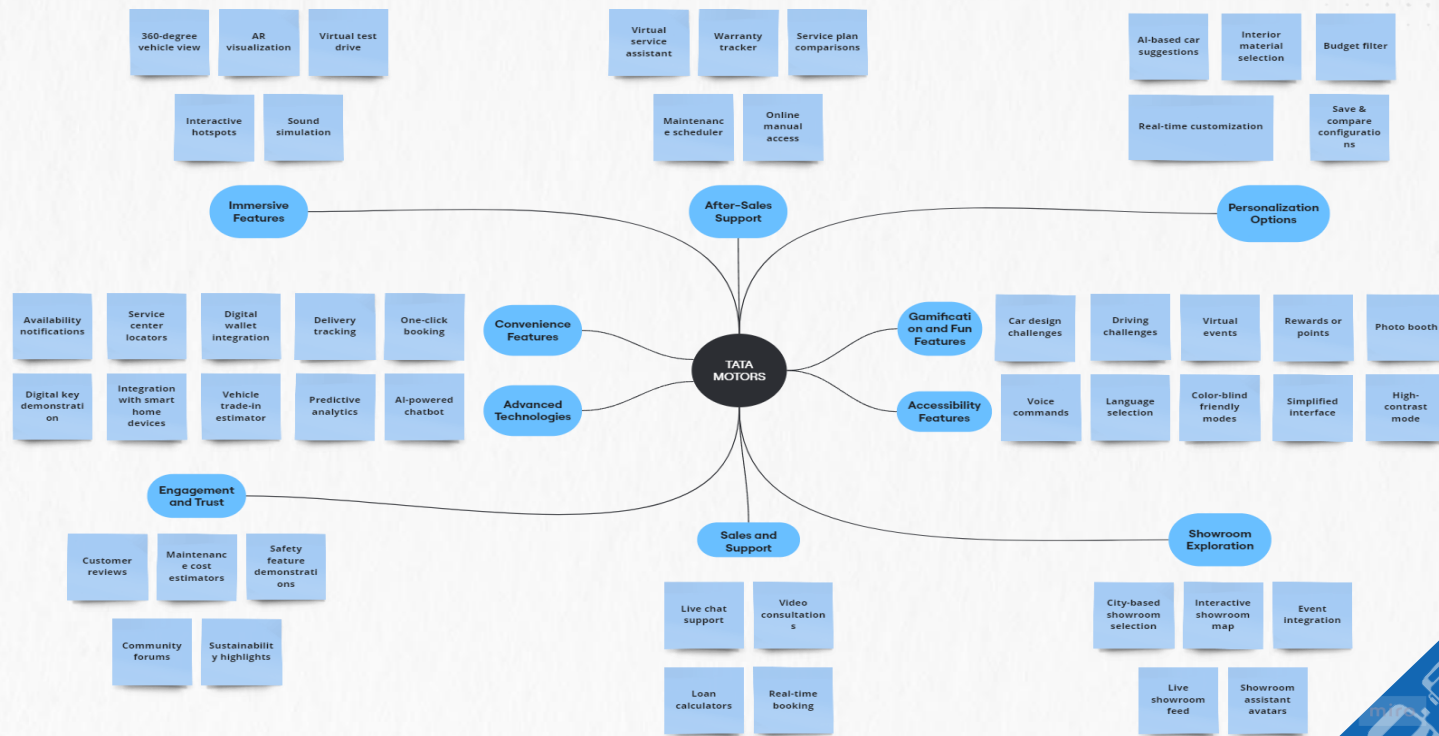 360-degree
vehicle view
AR
visualization
Virtual test
drive
Interactive
hotspots
Sound
simulation
Immersive
Features
Virtual
service
assistant
Warranty
tracker
Service plan
comparisons
Maintenanc
e scheduler
Online
manual
access
After-Sales
Support
AI-based car
suggestions
Interior
material
selection
Budget filter
Real-time customization
Save &
compare
configuratio
ns
Personalization
Options
Availability
notifications
Service
center
locators
Digital
wallet
integration
Delivery
tracking
One-click
booking
Convenience
Features
Digital key
demonstrati
on
Integration
with smart
home
devices
Vehicle
trade-in
estimator
Predictive
analytics
AI-powered
chatbot
Advanced
Technologies
TATA
MOTORS
Gamificati
on and Fun
Features
Car design
challenges
Driving
challenges
Virtual
events
Rewards or
points
Photo booth
Accessibility
Features
Voice
commands
Language
selection
Color-blind
friendly
modes
Simplified
interface
High-
contrast
mode
Engagement
and Trust
Customer
reviews
Maintenanc
e cost
estimators
Safety
feature
demonstrati
ons
Community
forums
Sustainabilit
y highlights
Sales and
Support
Live chat
support
Video
consultation
s
Loan
calculators
Real-time
booking
Showroom
Exploration
City-based
showroom
selection
Interactive
showroom
map
Event
integration
Live
showroom
feed
Showroom
assistant
avatars
miro